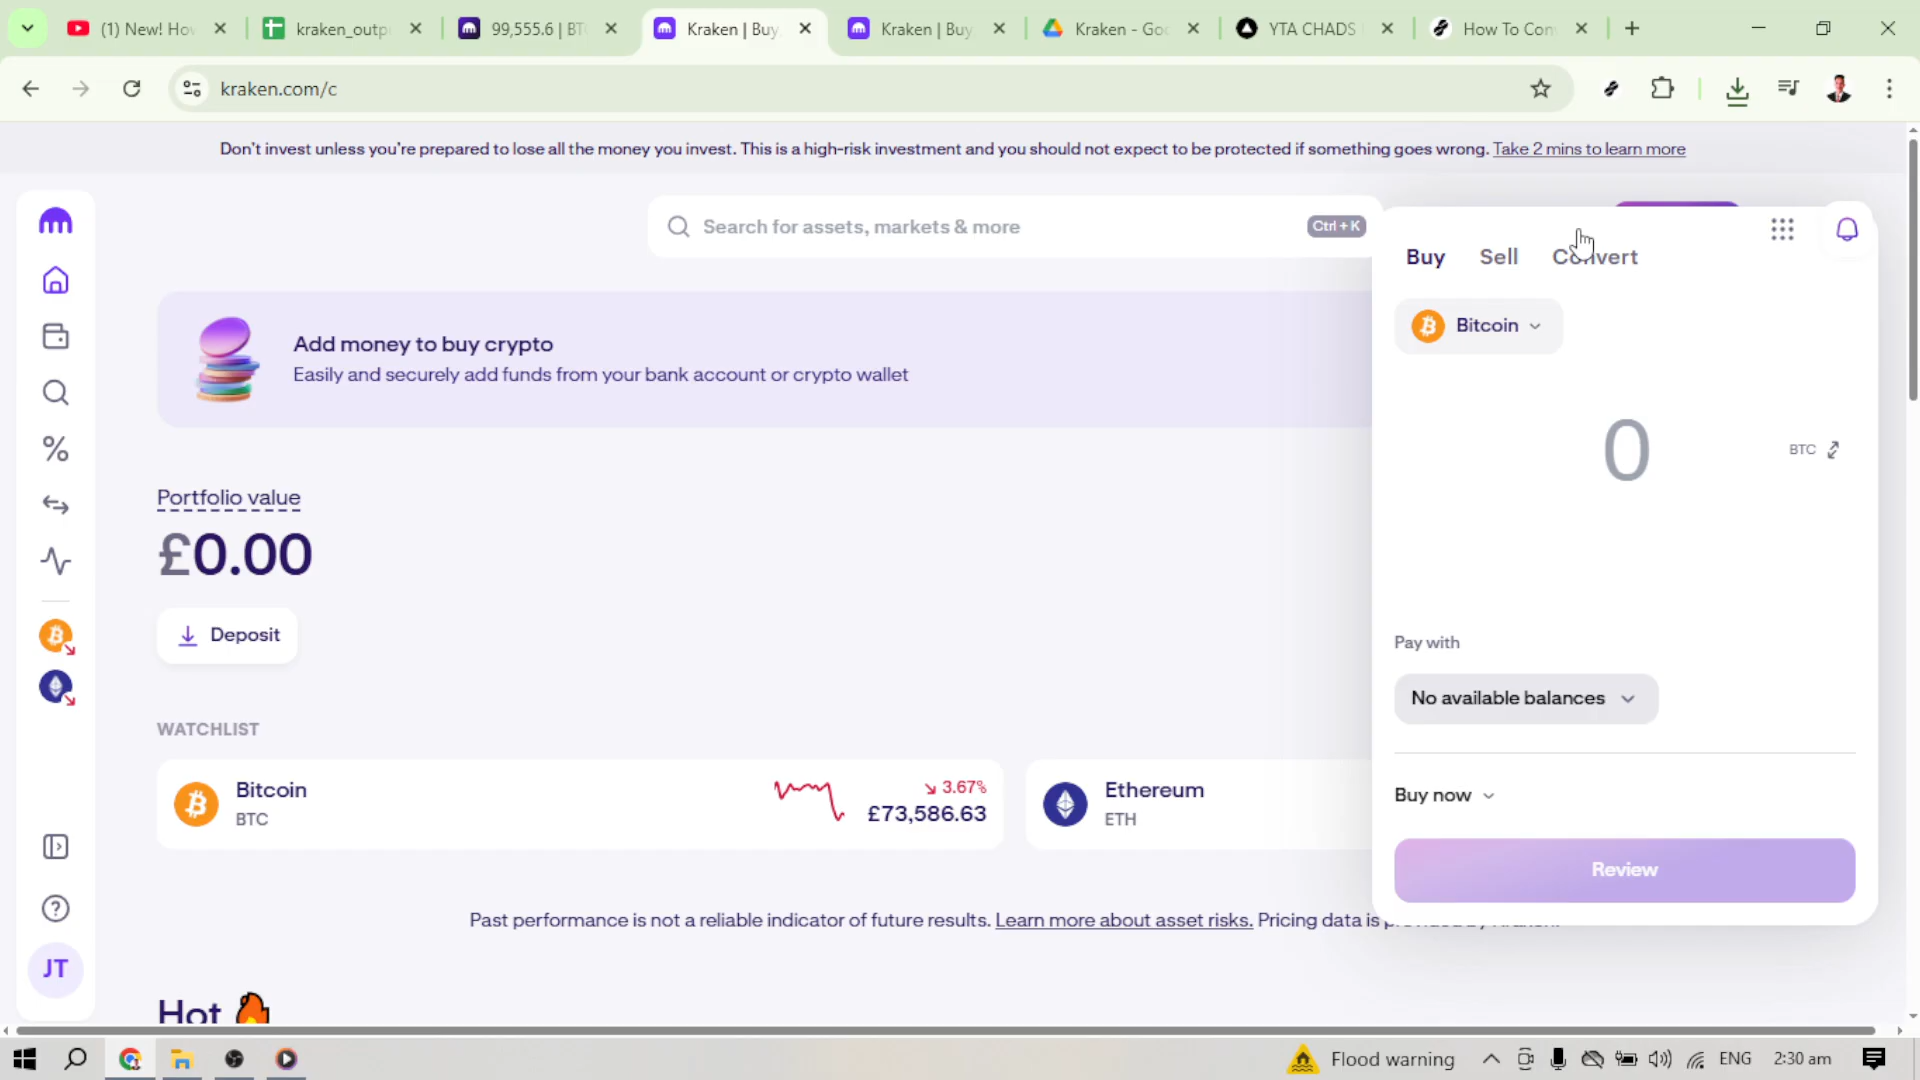 (1) New! Hov
kraken_outp
99,555.6 | BT
Kraken | Buy
Kraken | Buy
Kraken - Goo
YTA CHADS
How To Con
kraken.com/c
Don't invest unless you're prepared to lose all the money you invest. This is a high-risk investment and you should not expect to be protected if something goes wrong. Take 2 mins to learn more
Search for assets, markets & more
Ctrl + K
Buy
Sell
Convert
Bitcoin
Add money to buy crypto
Easily and securely add funds from your bank account or crypto wallet
0
BTC
Portfolio value
£0.00
Deposit
Pay with
No available balances
WATCHLIST
Bitcoin
BTC
3.67%
£73,586.63
Ethereum
ETH
Buy now
Review
Past performance is not a reliable indicator of future results. Learn more about asset risks. Pricing data is provided by Kraken.
JT
Hot
Flood warning
ENG
2:30 am